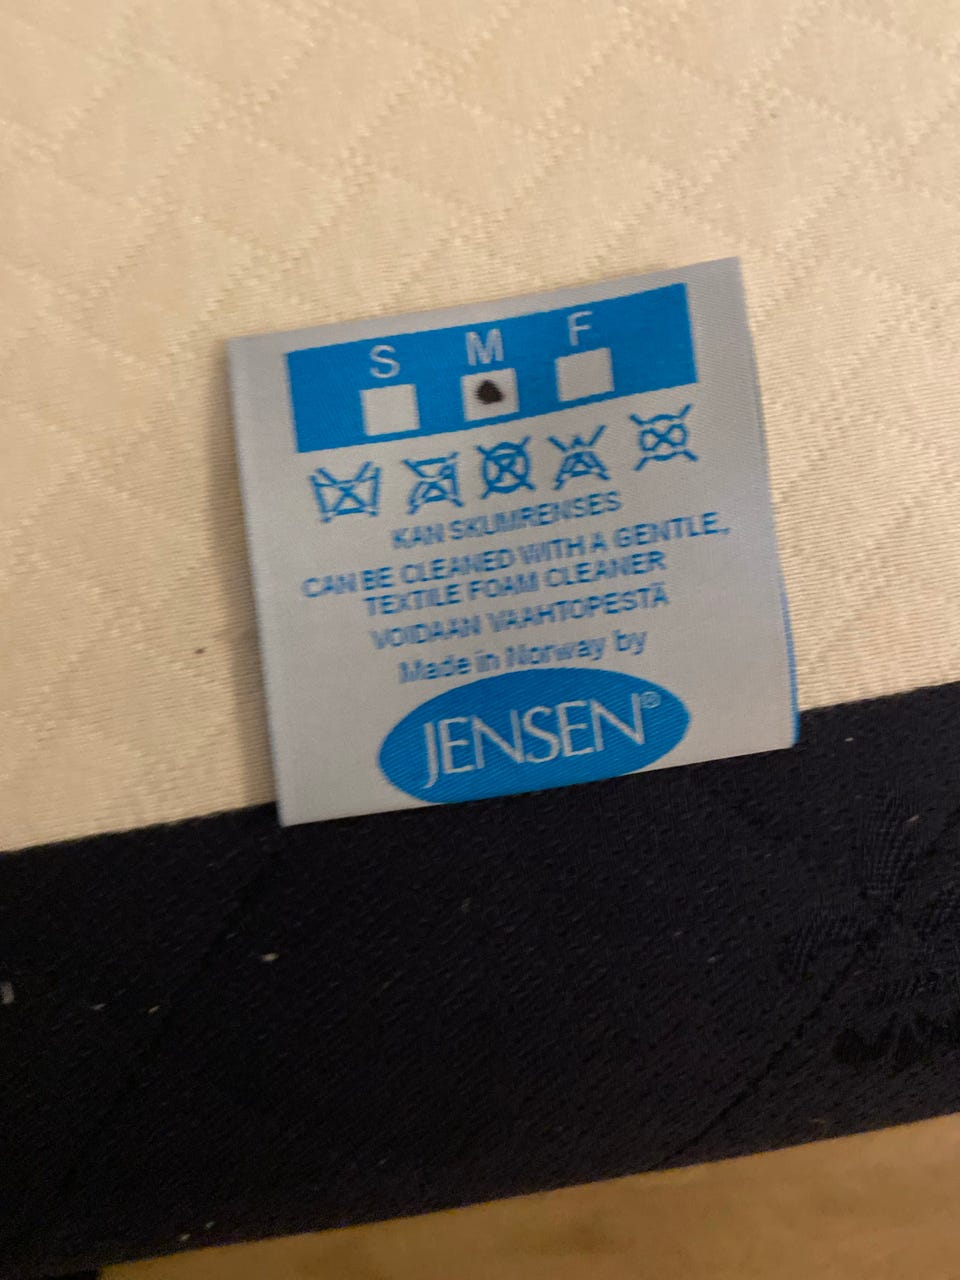 S M F
KAN SKUMRENSES
CAN BE CLEANED WITH A GENTLE,
TEXTILE FOAM CLEANER
VOIDAAN VAAHTOPESTÄ
Made in Norway by
JENSEN®